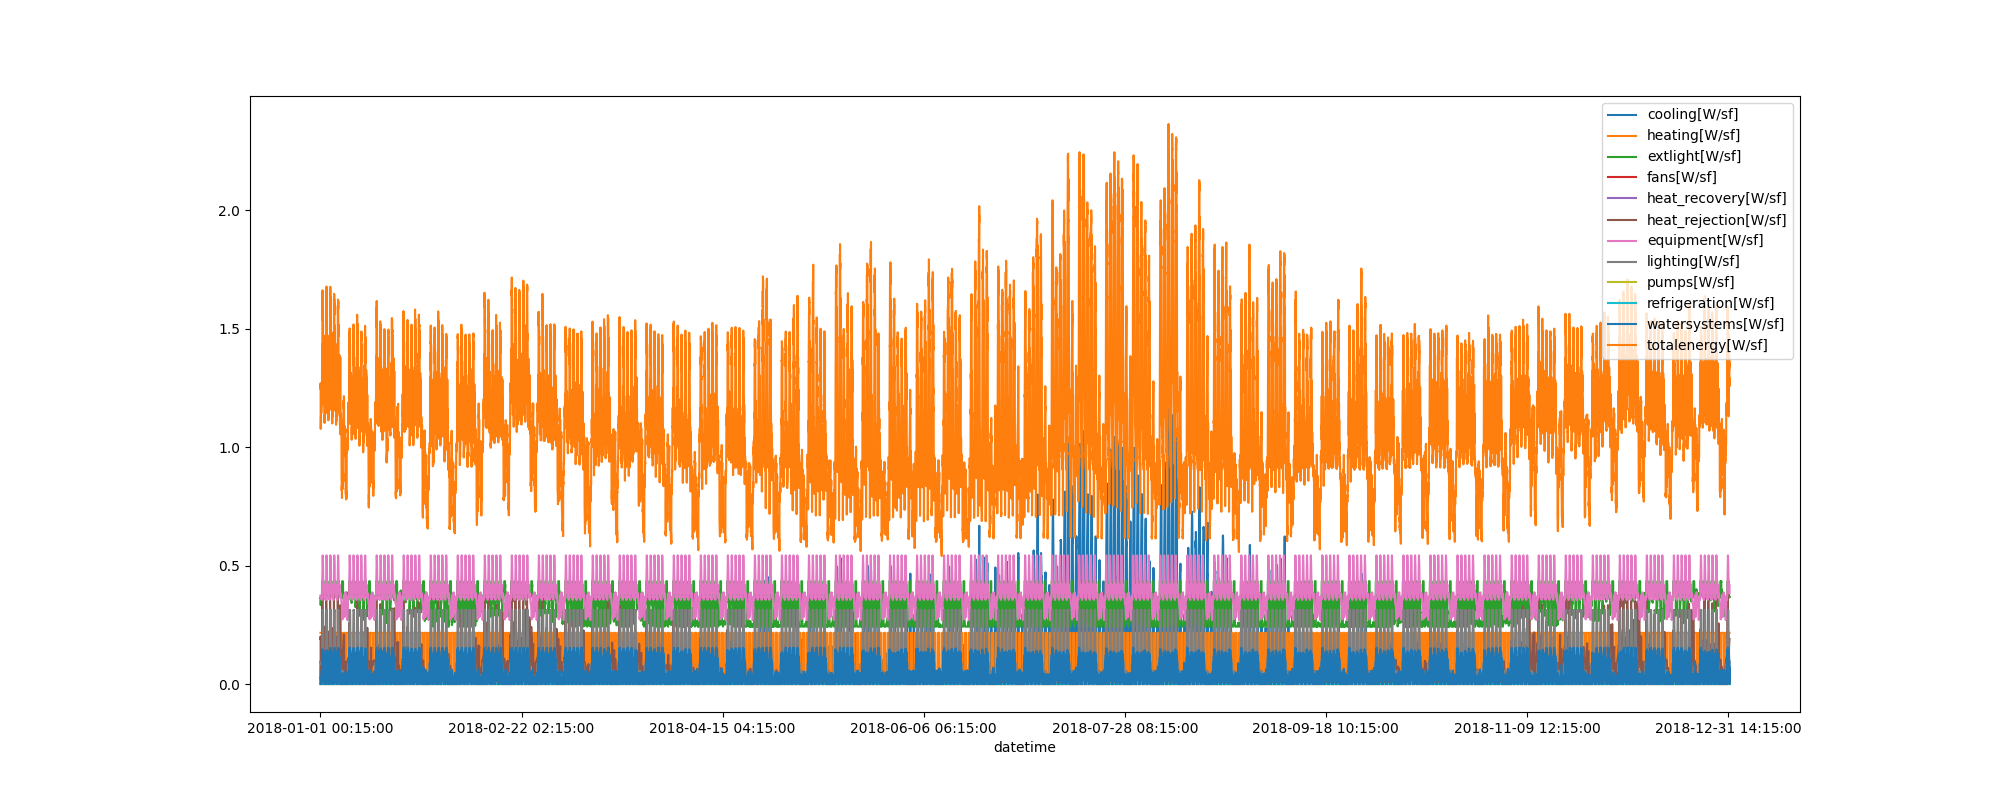 cooling[W/sf]
heating[W/sf]
extlight[W/sf]
fans[W/sf]
heat_recovery[W/sf]
heat_rejection[W/sf]
equipment[W/sf]
lighting[W/sf]
pumps[W/sf]
refrigeration[W/sf]
watersystems[W/sf]
totalenergy[W/sf]
2.0
1.5
1.0
0.5
0.0
2018-01-01 00:15:00 2018-02-22 02:15:00 2018-04-15 04:15:00 2018-06-06 06:15:00 2018-07-28 08:15:00 2018-09-18 10:15:00 2018-11-09 12:15:00 2018-12-31 14:15:00
datetime